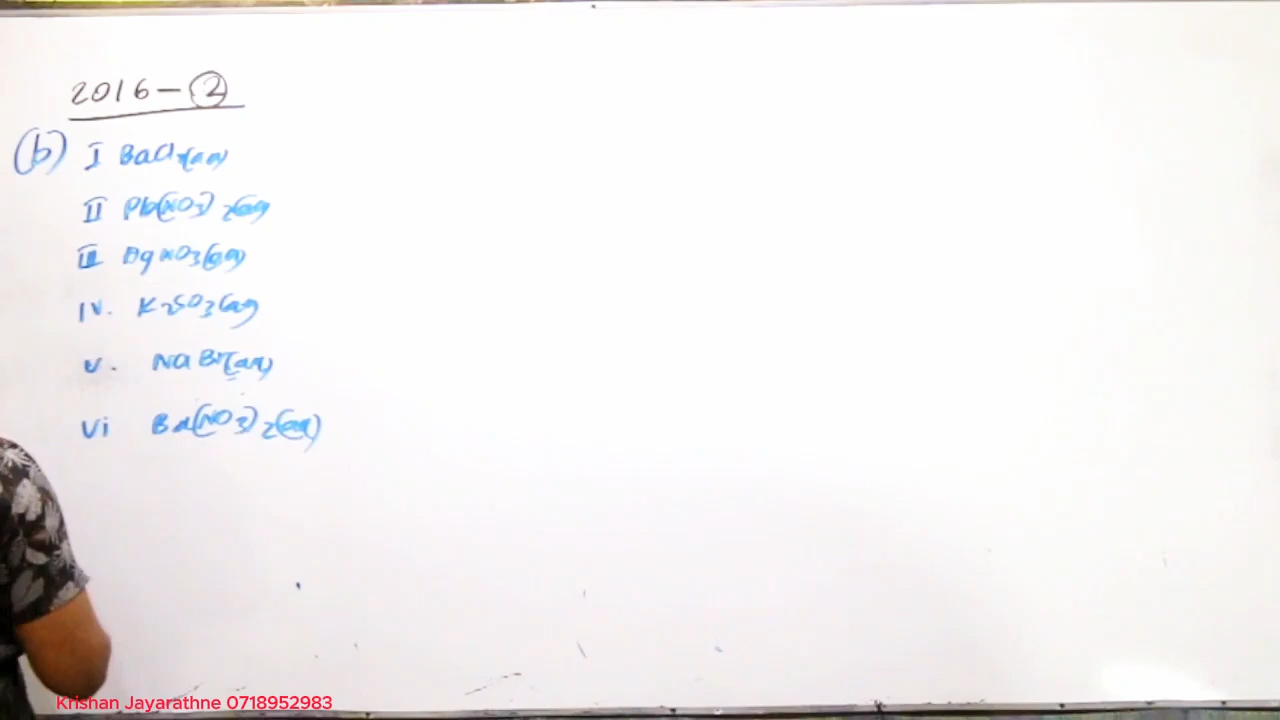 2016 - ②
(b) I BaCl2(aq)
II Pb(NO3)2(aq)
III AgNO3(aq)
IV. K2SO3(aq)
V. NaBr(aq)
Vi Ba(NO3)2(aq)
Krishan Jayarathne 0718952983